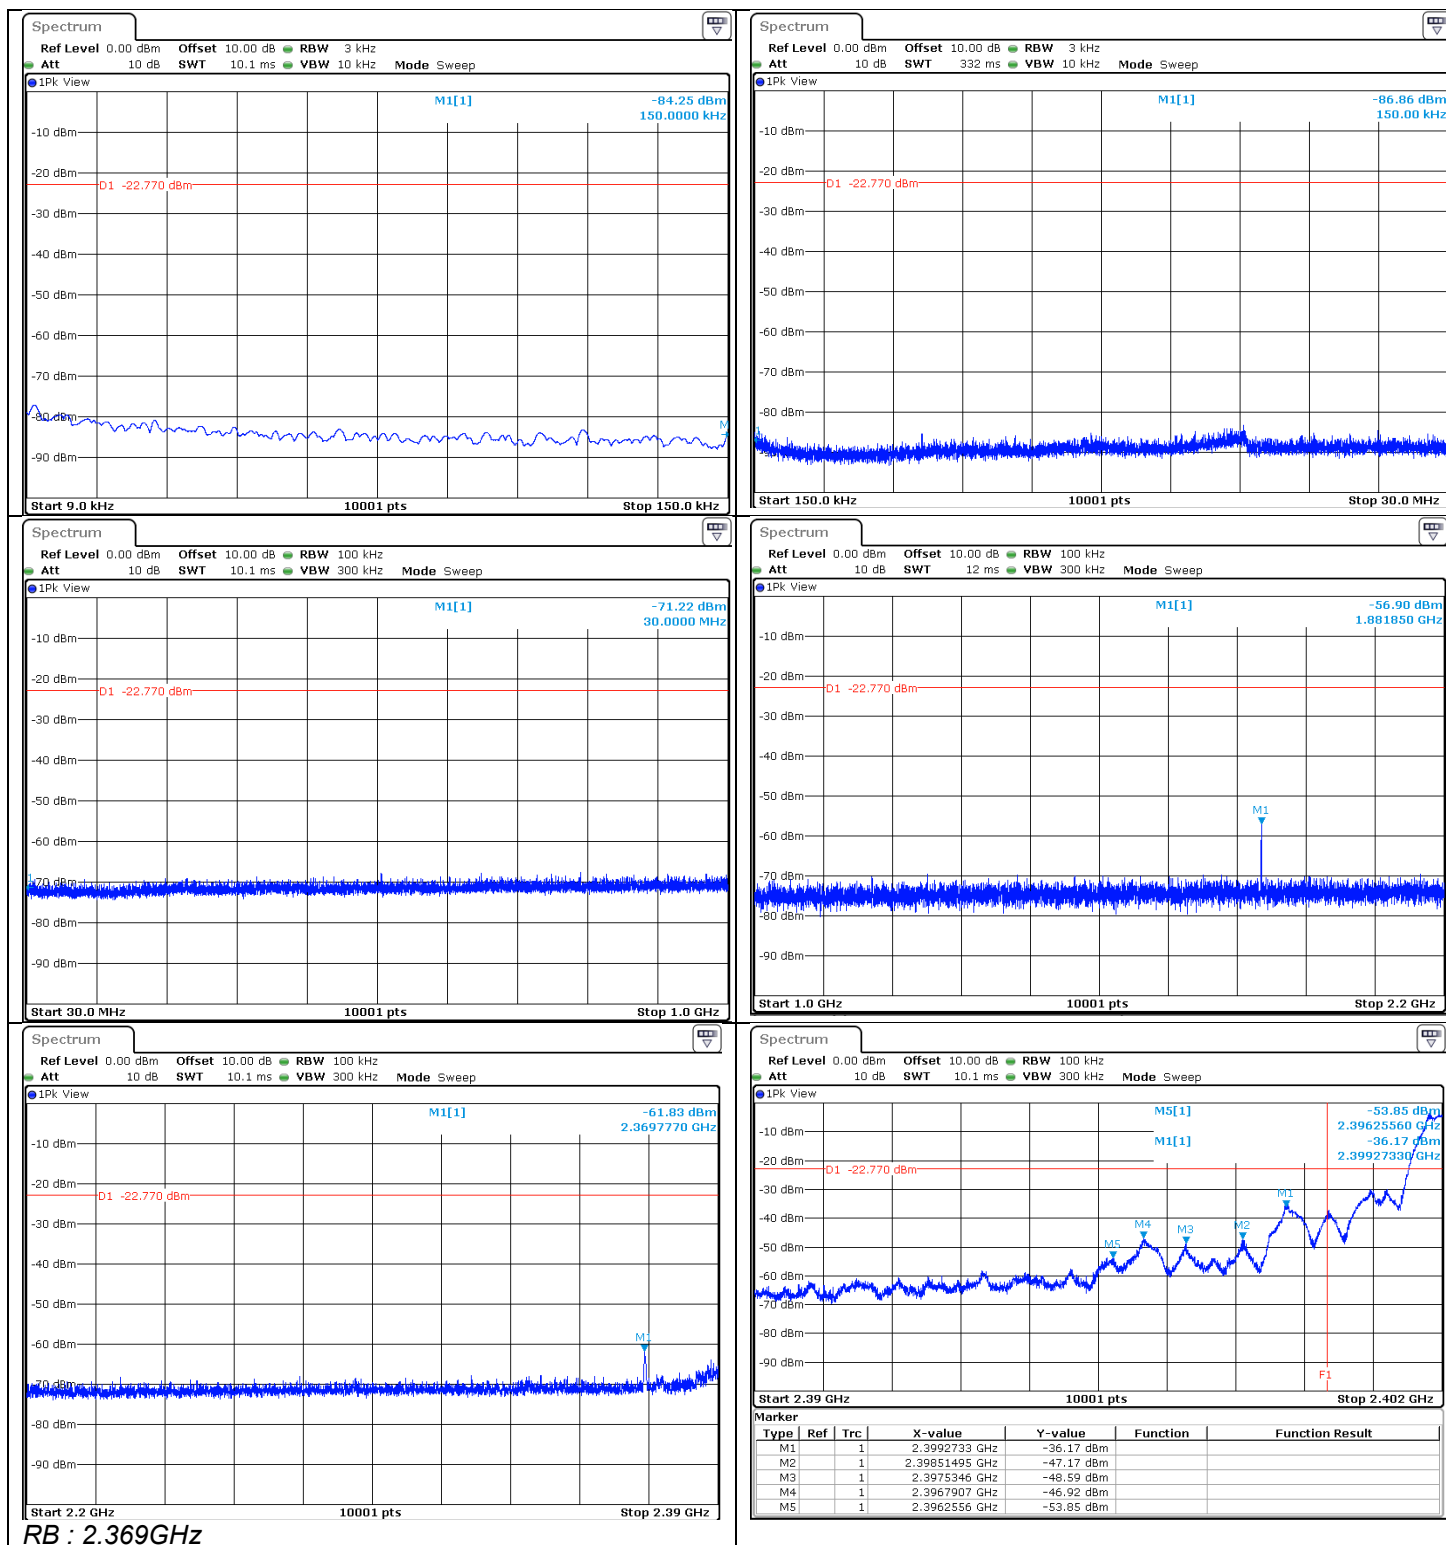 Spectrum
Ref Level 0.00 dBm Offset 10.00 dB RBW 3 kHz
Att 10 dB SWT 10.1 ms VBW 10 kHz Mode Sweep
1Pk View
M1[1] -84.25 dBm
150.0000 kHz
-10 dBm
-20 dBm
D1 -22.770 dBm
-30 dBm
-40 dBm
-50 dBm
-60 dBm
-70 dBm
-80 dBm
-90 dBm
Start 9.0 kHz 10001 pts Stop 150.0 kHz
Spectrum
Ref Level 0.00 dBm Offset 10.00 dB RBW 3 kHz
Att 10 dB SWT 332 ms VBW 10 kHz Mode Sweep
1Pk View
M1[1] -86.86 dBm
150.00 kHz
-10 dBm
-20 dBm
D1 -22.770 dBm
-30 dBm
-40 dBm
-50 dBm
-60 dBm
-70 dBm
-80 dBm
Start 150.0 kHz 10001 pts Stop 30.0 MHz
Spectrum
Ref Level 0.00 dBm Offset 10.00 dB RBW 100 kHz
Att 10 dB SWT 10.1 ms VBW 300 kHz Mode Sweep
1Pk View
M1[1] -71.22 dBm
30.0000 MHz
-10 dBm
-20 dBm
D1 -22.770 dBm
-30 dBm
-40 dBm
-50 dBm
-60 dBm
-70 dBm
-80 dBm
-90 dBm
Start 30.0 MHz 10001 pts Stop 1.0 GHz
Spectrum
Ref Level 0.00 dBm Offset 10.00 dB RBW 100 kHz
Att 10 dB SWT 12 ms VBW 300 kHz Mode Sweep
1Pk View
M1[1] -56.90 dBm
1.881850 GHz
-10 dBm
-20 dBm
D1 -22.770 dBm
-30 dBm
-40 dBm
-50 dBm
M1
-60 dBm
-70 dBm
-80 dBm
-90 dBm
Start 1.0 GHz 10001 pts Stop 2.2 GHz
Spectrum
Ref Level 0.00 dBm Offset 10.00 dB RBW 100 kHz
Att 10 dB SWT 10.1 ms VBW 300 kHz Mode Sweep
1Pk View
M1[1] -61.83 dBm
2.3697770 GHz
-10 dBm
-20 dBm
D1 -22.770 dBm
-30 dBm
-40 dBm
-50 dBm
-60 dBm
M1
-70 dBm
-80 dBm
-90 dBm
Start 2.2 GHz 10001 pts Stop 2.39 GHz
RB : 2.369GHz
Spectrum
Ref Level 0.00 dBm Offset 10.00 dB RBW 100 kHz
Att 10 dB SWT 10.1 ms VBW 300 kHz Mode Sweep
1Pk View
M5[1] -53.85 dBm
2.39625560 GHz
-10 dBm
M1[1] -36.17 dBm
2.39927330 GHz
-20 dBm
D1 -22.770 dBm
-30 dBm
M1
-40 dBm
M4 M3 M2
-50 dBm
M5
-60 dBm
-70 dBm
-80 dBm
-90 dBm
F1
Start 2.39 GHz 10001 pts Stop 2.402 GHz
Marker
Type Ref Trc X-value Y-value Function Function Result
M1 1 2.3992733 GHz -36.17 dBm
M2 1 2.39851495 GHz -47.17 dBm
M3 1 2.3975346 GHz -48.59 dBm
M4 1 2.3967907 GHz -46.92 dBm
M5 1 2.3962556 GHz -53.85 dBm